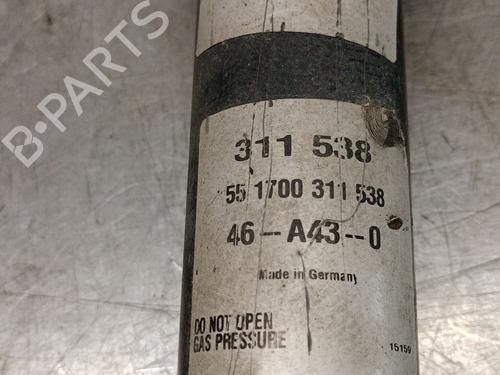 B-PARTS
311 538
55 1700 311 538
46-A43--0
Made in Germany
DO NOT OPEN
GAS PRESSURE
15159